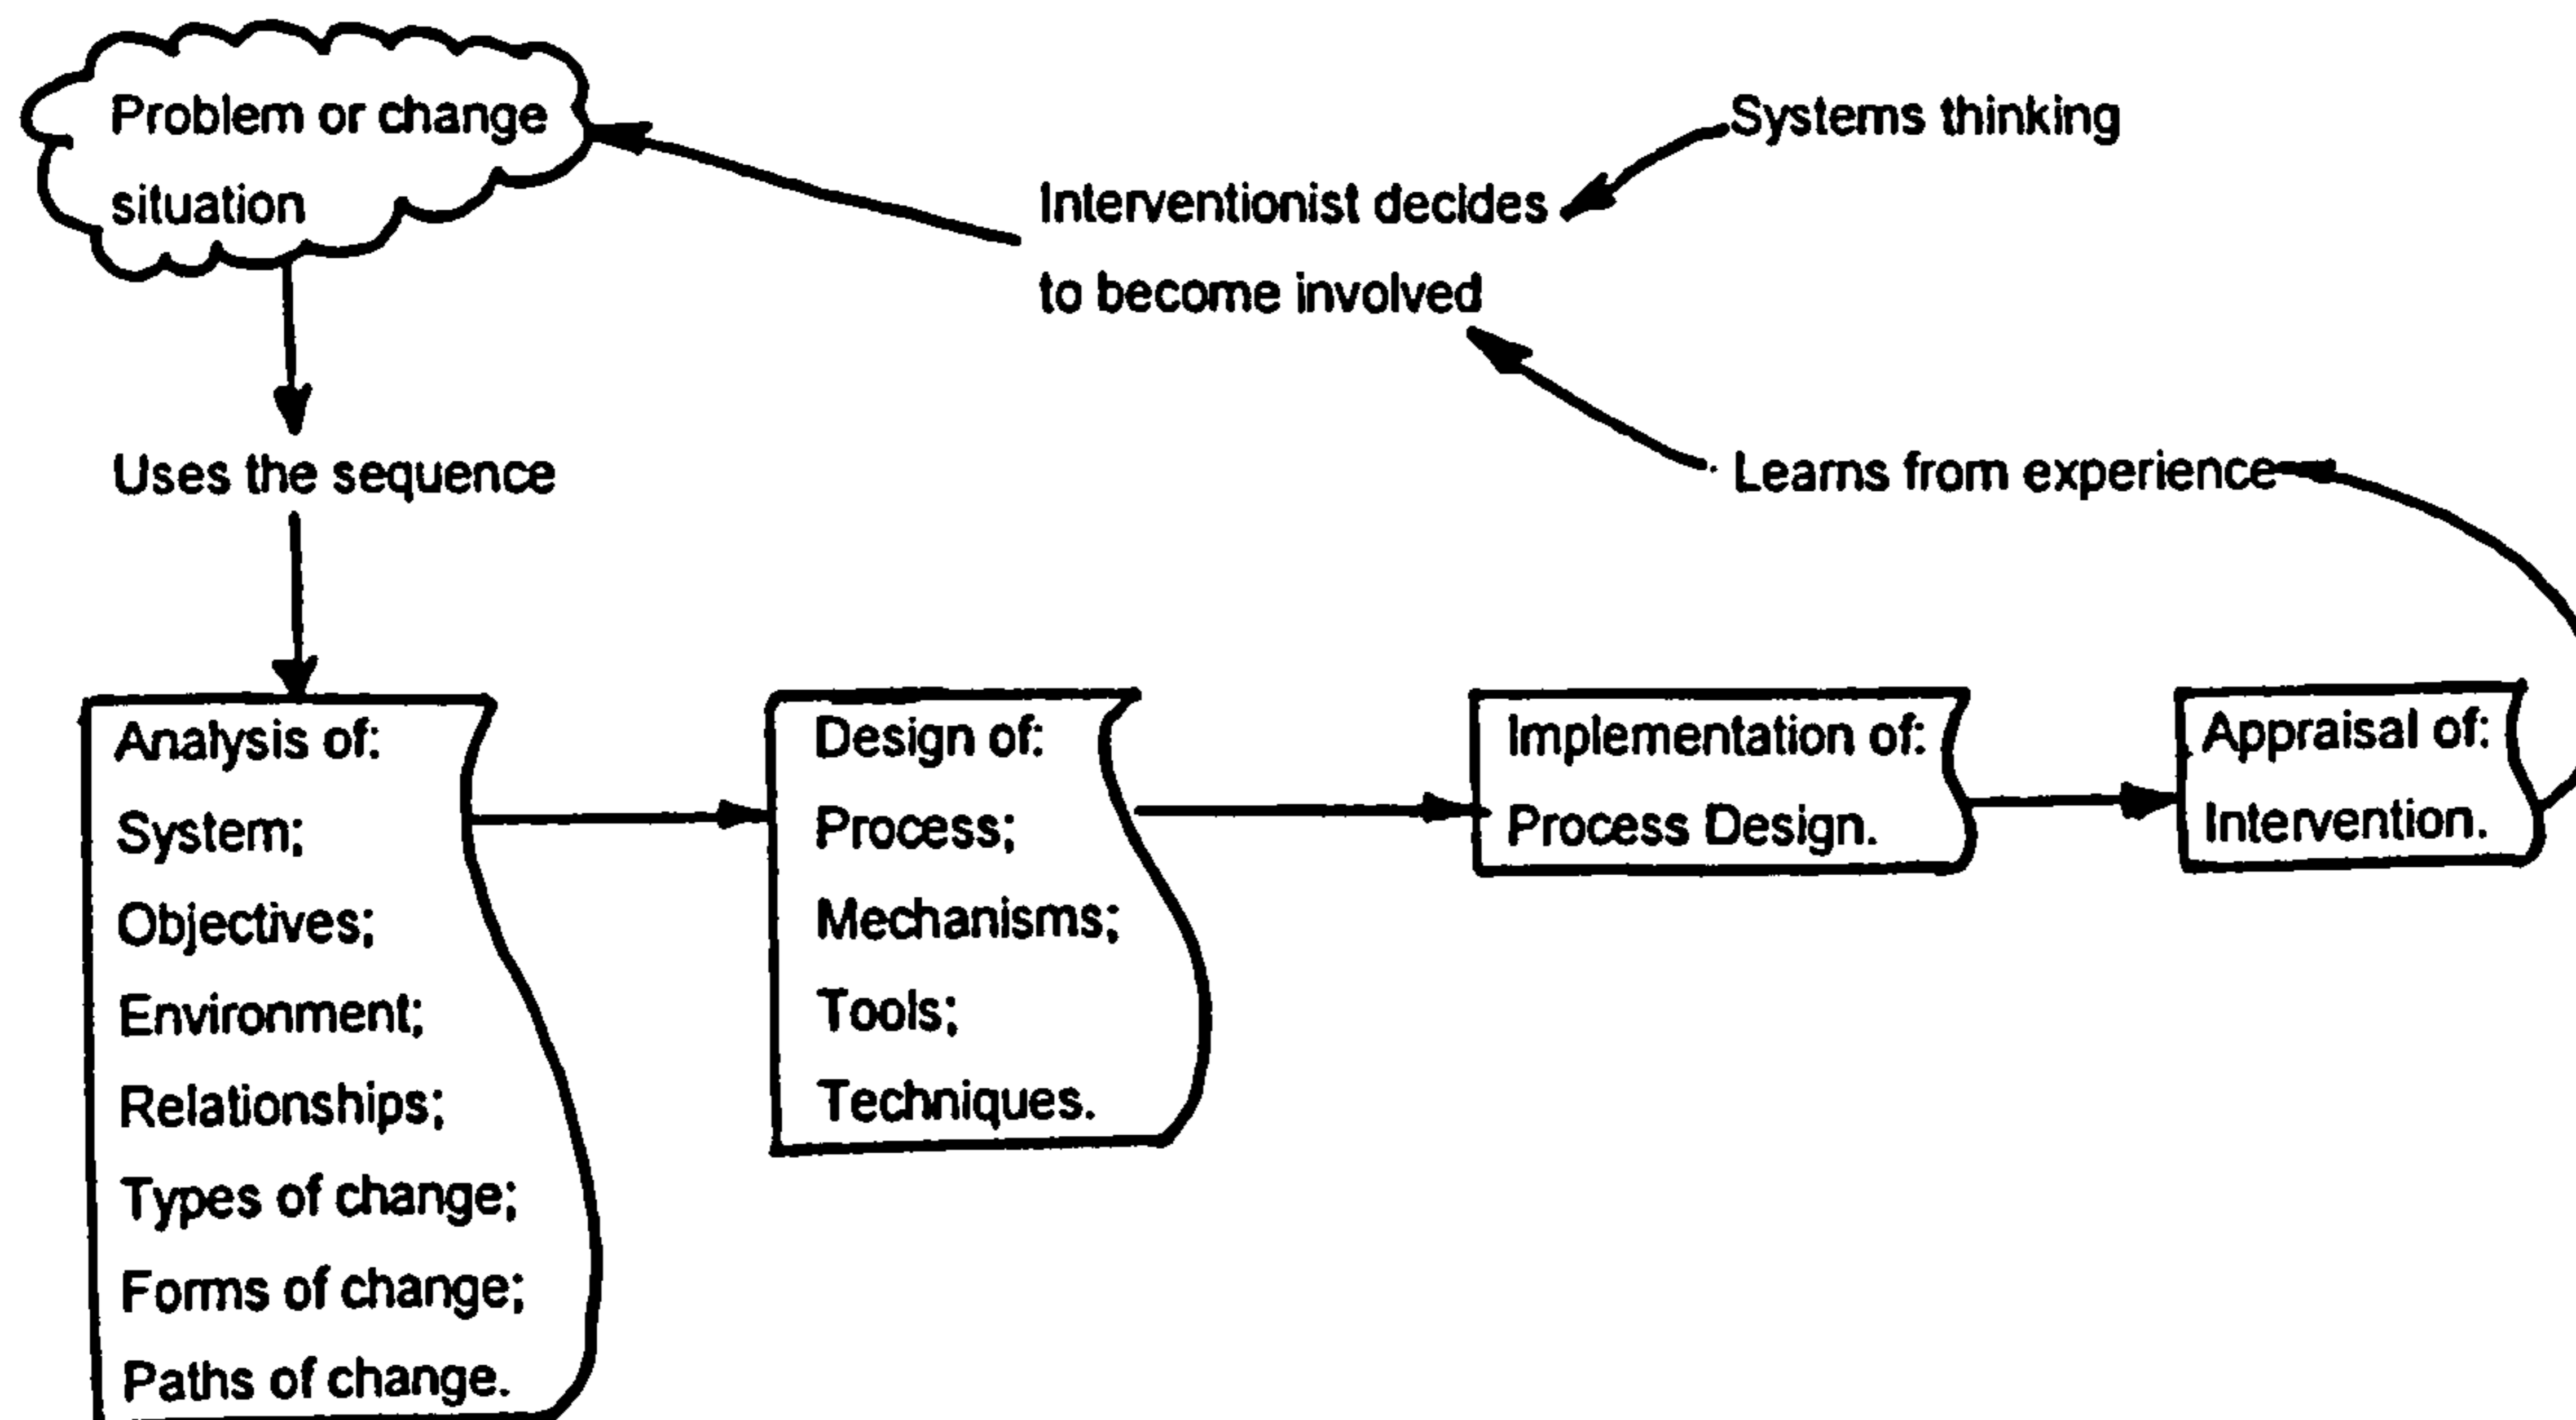 Problem or change
situation
Systems thinking
Interventionist decides
to become involved
Uses the sequence
Learns from experience
Analysis of:
System;
Objectives;
Environment;
Relationships;
Types of change;
Forms of change;
Paths of change.
Design of:
Process;
Mechanisms;
Tools;
Techniques.
Implementation of:
Process Design.
Appraisal of:
Intervention.